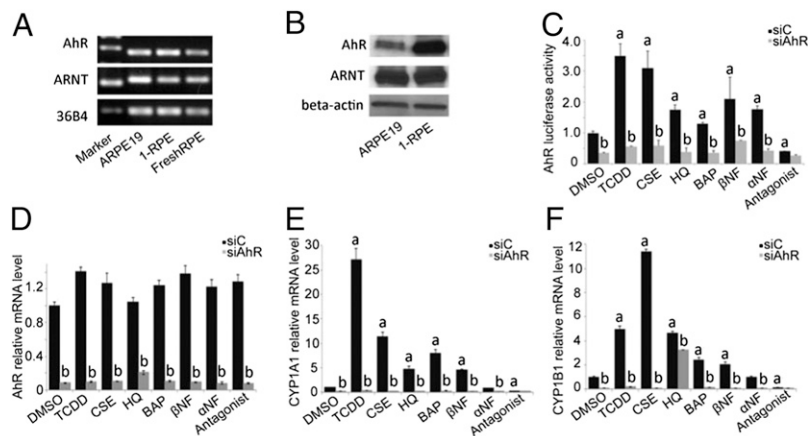 A
AhR
ARNT
36B4
Marker
ARPE19
1-RPE
FreshRPE
B
AhR
ARNT
beta-actin
ARPE19
1-RPE
C
siC
siAhR
AhR luciferase activity
4.0
3.0
2.0
1.0
0
b a b a b a b a b a b a b a
DMSO
TCDD
CSE
HQ
BAP
βNF
αNF
Antagonist
D
siC
siAhR
AhR relative mRNA level
1.2
0.8
0.4
0
b b b b b b b b
DMSO
TCDD
CSE
HQ
BAP
βNF
αNF
Antagonist
E
siC
siAhR
CYP1A1 relative mRNA level
30
25
20
15
10
5
0
b a b a b a b a b a b b a
DMSO
TCDD
CSE
HQ
BAP
βNF
αNF
Antagonist
F
siC
siAhR
CYP1B1 relative mRNA level
12
10
8
6
4
2
0
b a b a b a b a b a b b a
DMSO
TCDD
CSE
HQ
BAP
βNF
αNF
Antagonist